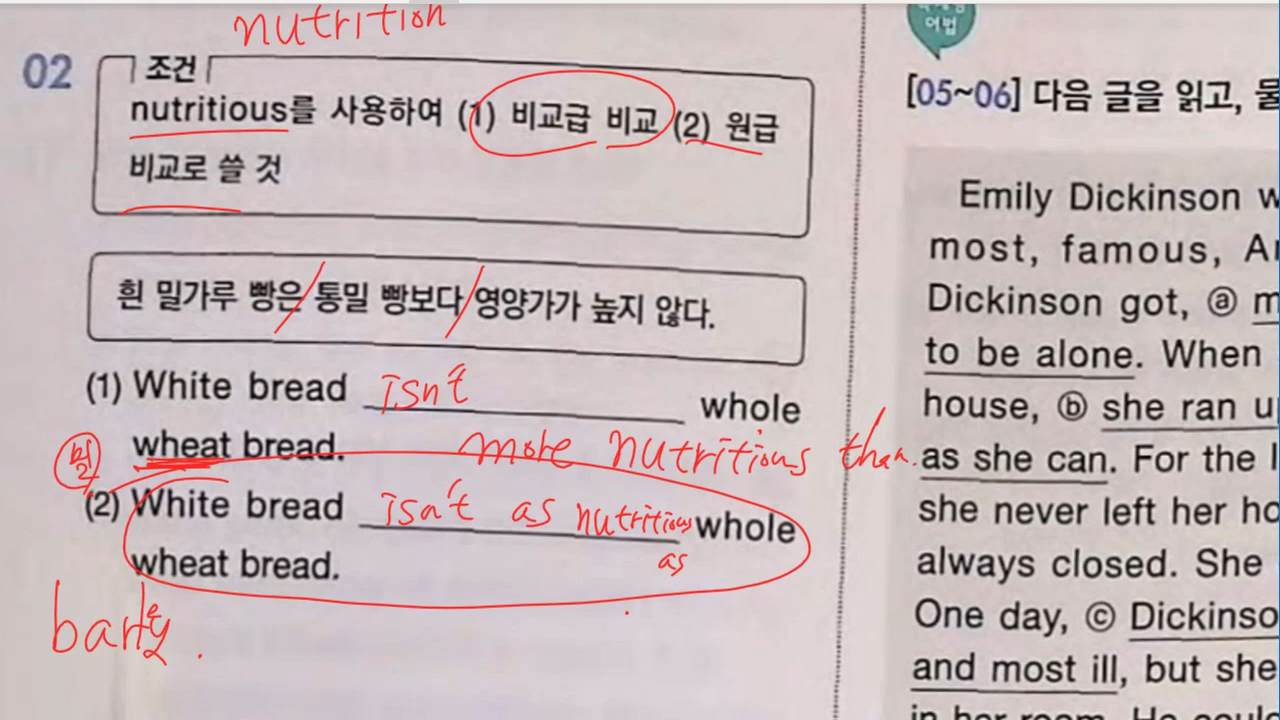 nutrition
02
조건
nutritious를 사용하여 (1) 비교급 비교 (2) 원급
비교로 쓸 것
흰 밀가루 빵은 통밀 빵보다 영양가가 높지 않다.
(1) White bread isn't whole
wheat bread. more nutritious than
밀
(2) White bread isn't as nutritious whole
wheat bread. as
어법
[05~06] 다음 글을 읽고, 물
Emily Dickinson w
most, famous, Ar
Dickinson got, ⓐ m
to be alone. When
house, ⓑ she ran u
as she can. For the l
she never left her ho
always closed. She
One day, ⓒ Dickinso
and most ill, but she